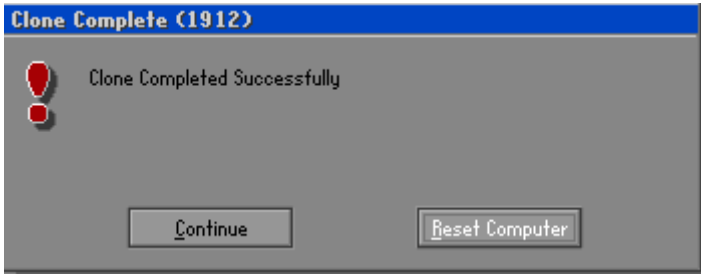 Clone Complete (1912)
Clone Completed Successfully
Continue
Reset Computer